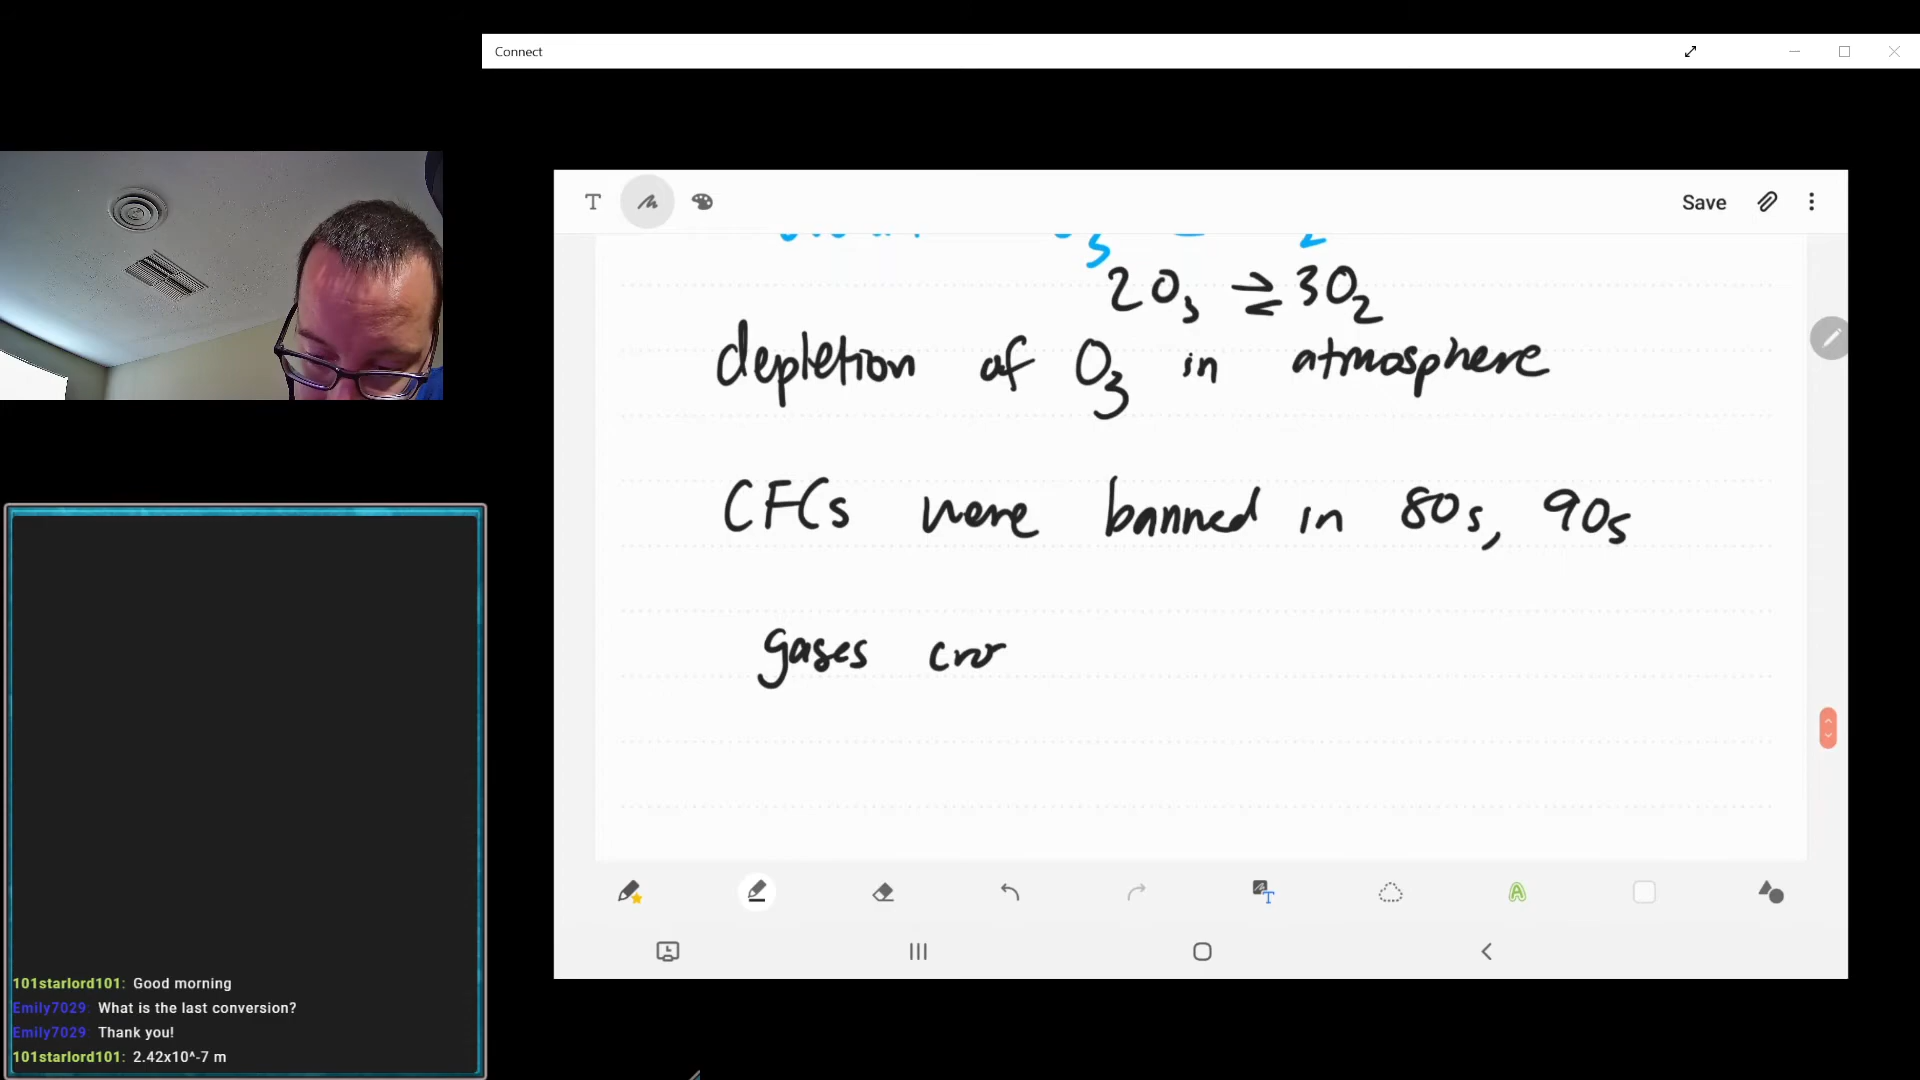 Connect
T
Save
2O₃ ⇌ 3O₂
depletion of O₃ in atmosphere
CFCs were banned in 80s, 90s
gases
T
A
101starlord101: Good morning
Emily7029: What is the last conversion?
Emily7029: Thank you!
101starlord101: 2.42x10^-7 m